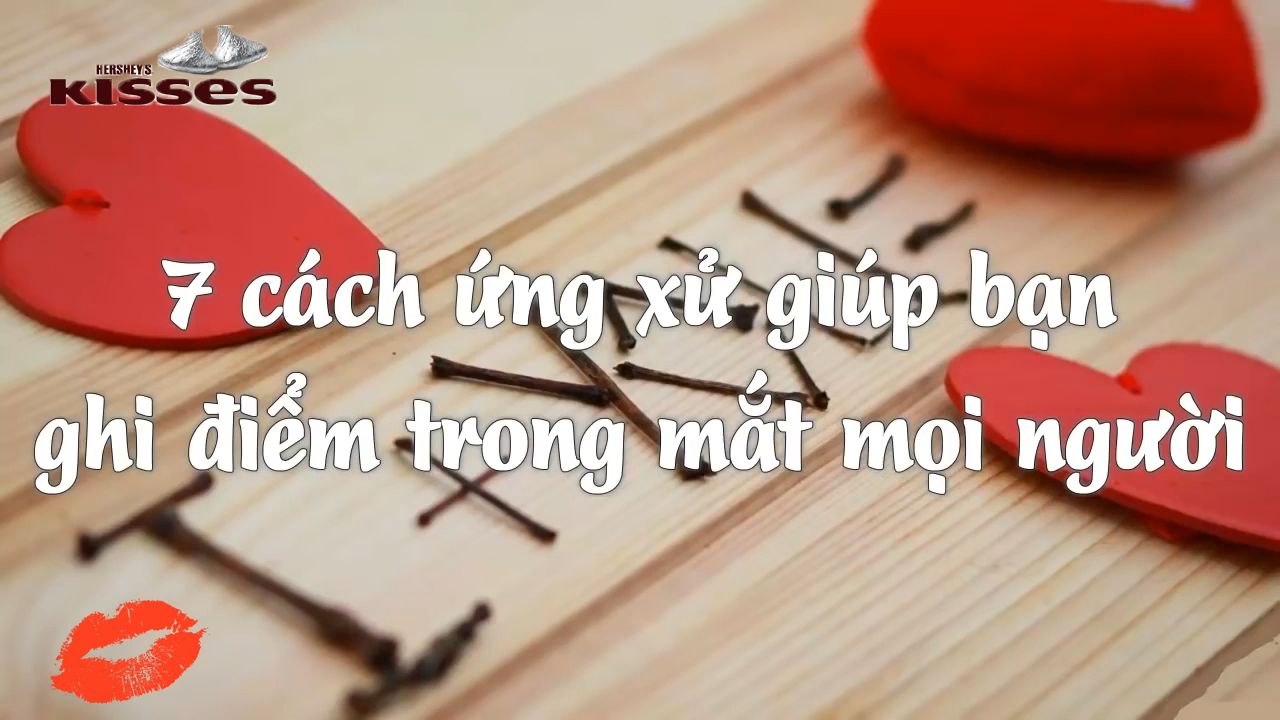 HERSHEY'S
KISSES
7 cách ứng xử giúp bạn
ghi điểm trong mắt mọi người